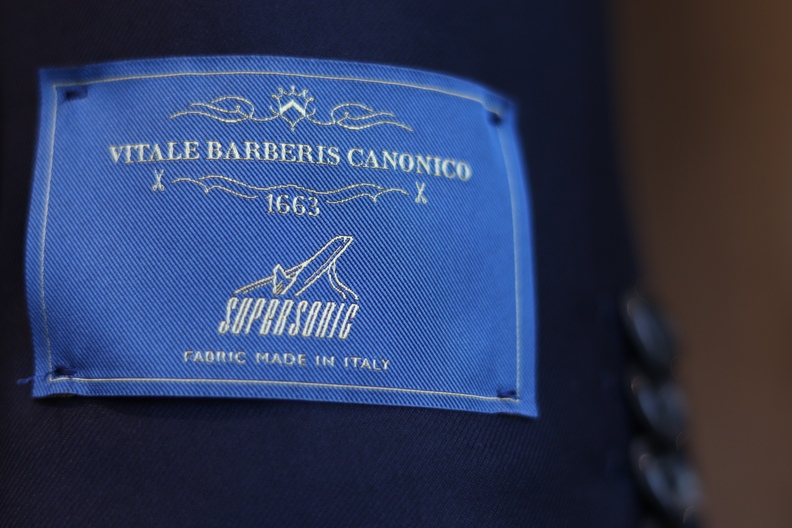 VITALE BARBERIS CANONICO
1663
SUPERSONIC
FABRIC MADE IN ITALY